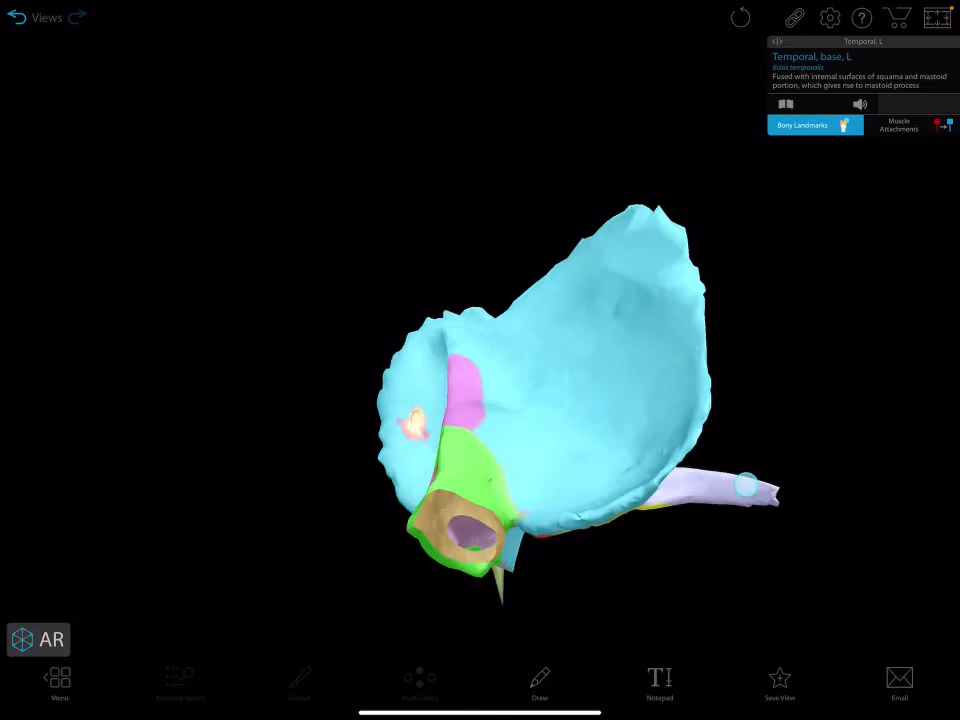 Views
Temporal, L
Temporal, base, L
Basis temporalis
Fused with internal surfaces of squama and mastoid
portion, which gives rise to mastoid process
Bony Landmarks
Muscle
Attachments
AR
Menu
Draw
Notepad
Save View
Email